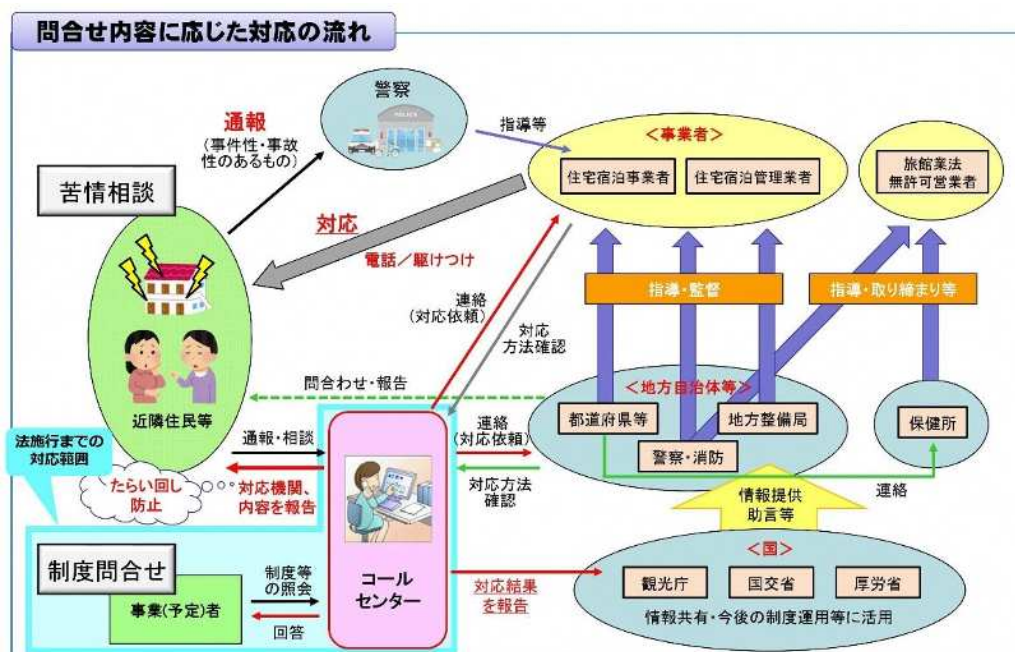 問合せ内容に応じた対応の流れ
警察
POLICE
通報
(事件性・事故
性のあるもの)
指導等
<事業者>
住宅宿泊事業者
住宅宿泊管理業者
旅館業法
無許可営業者
苦情相談
対応
電話／駆けつけ
連絡
(対応依頼)
対応
方法確認
指導・監督
指導・取り締まり等
近隣住民等
問合わせ・報告
<地方自治体等>
都道府県等
地方整備局
警察・消防
保健所
連絡
法施行までの
対応範囲
通報・相談
連絡
(対応依頼)
たらい回し
防止
対応機関、
内容を報告
対応方法
確認
情報提供
助言等
制度問合せ
事業(予定)者
制度等
の照会
回答
コール
センター
対応結果
を報告
<国>
観光庁
国交省
厚労省
情報共有・今後の制度運用等に活用